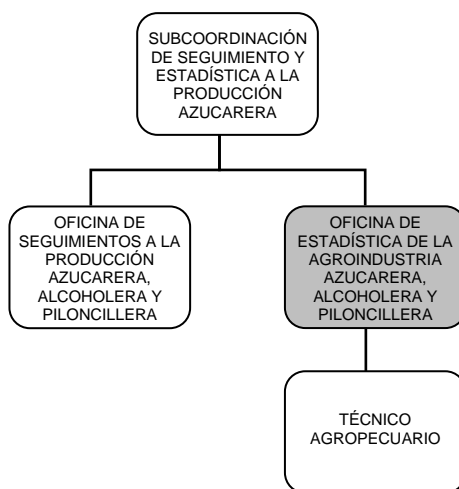 SUBCOORDINACIÓN
DE SEGUIMIENTO Y
ESTADÍSTICA A LA
PRODUCCIÓN
AZUCARERA
OFICINA DE
SEGUIMIENTOS A LA
PRODUCCIÓN
AZUCARERA,
ALCOHOLERA Y
PILONCILLERA
OFICINA DE
ESTADÍSTICA DE LA
AGROINDUSTRIA
AZUCARERA,
ALCOHOLERA Y
PILONCILLERA
TÉCNICO
AGROPECUARIO